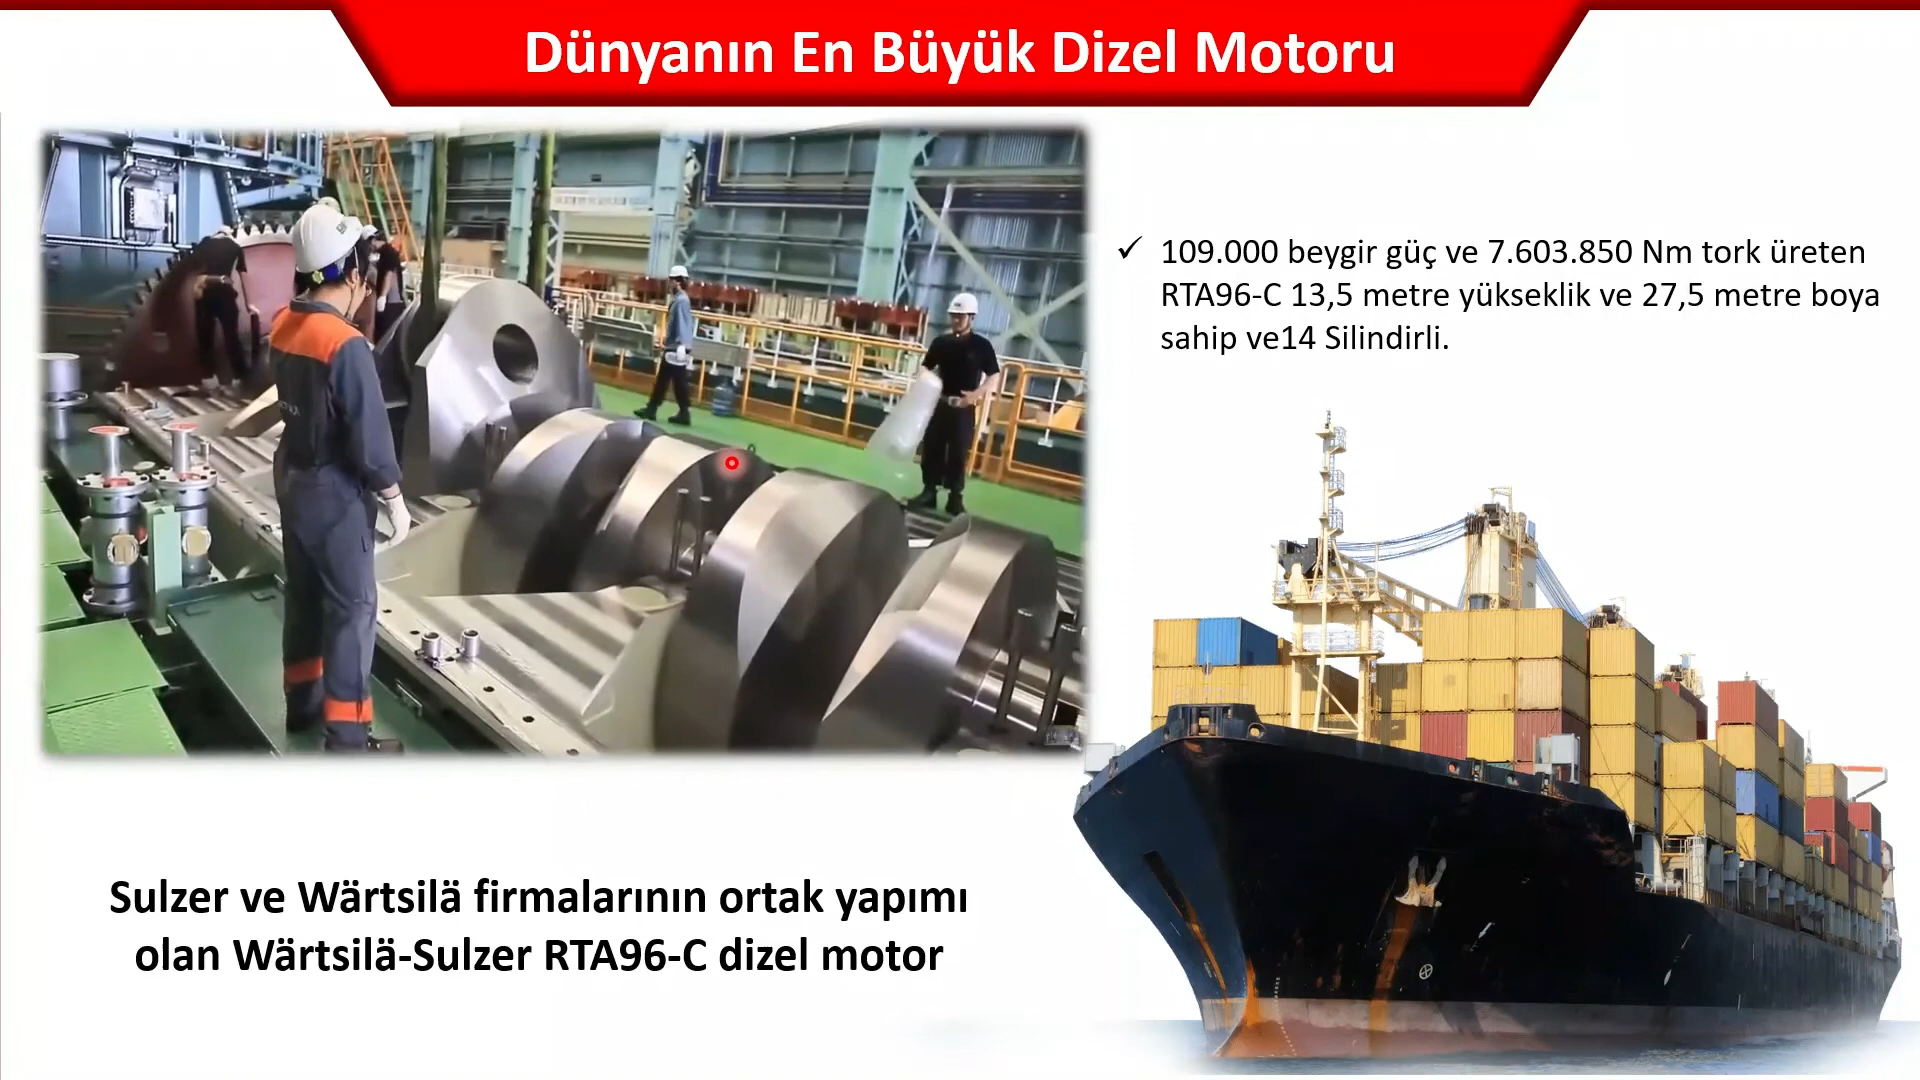 Dünyanın En Büyük Dizel Motoru
✓ 109.000 beygir güç ve 7.603.850 Nm tork üreten
RTA96-C 13,5 metre yükseklik ve 27,5 metre boya
sahip ve14 Silindirli.
Sulzer ve Wärtsilä firmalarının ortak yapımı
olan Wärtsilä-Sulzer RTA96-C dizel motor